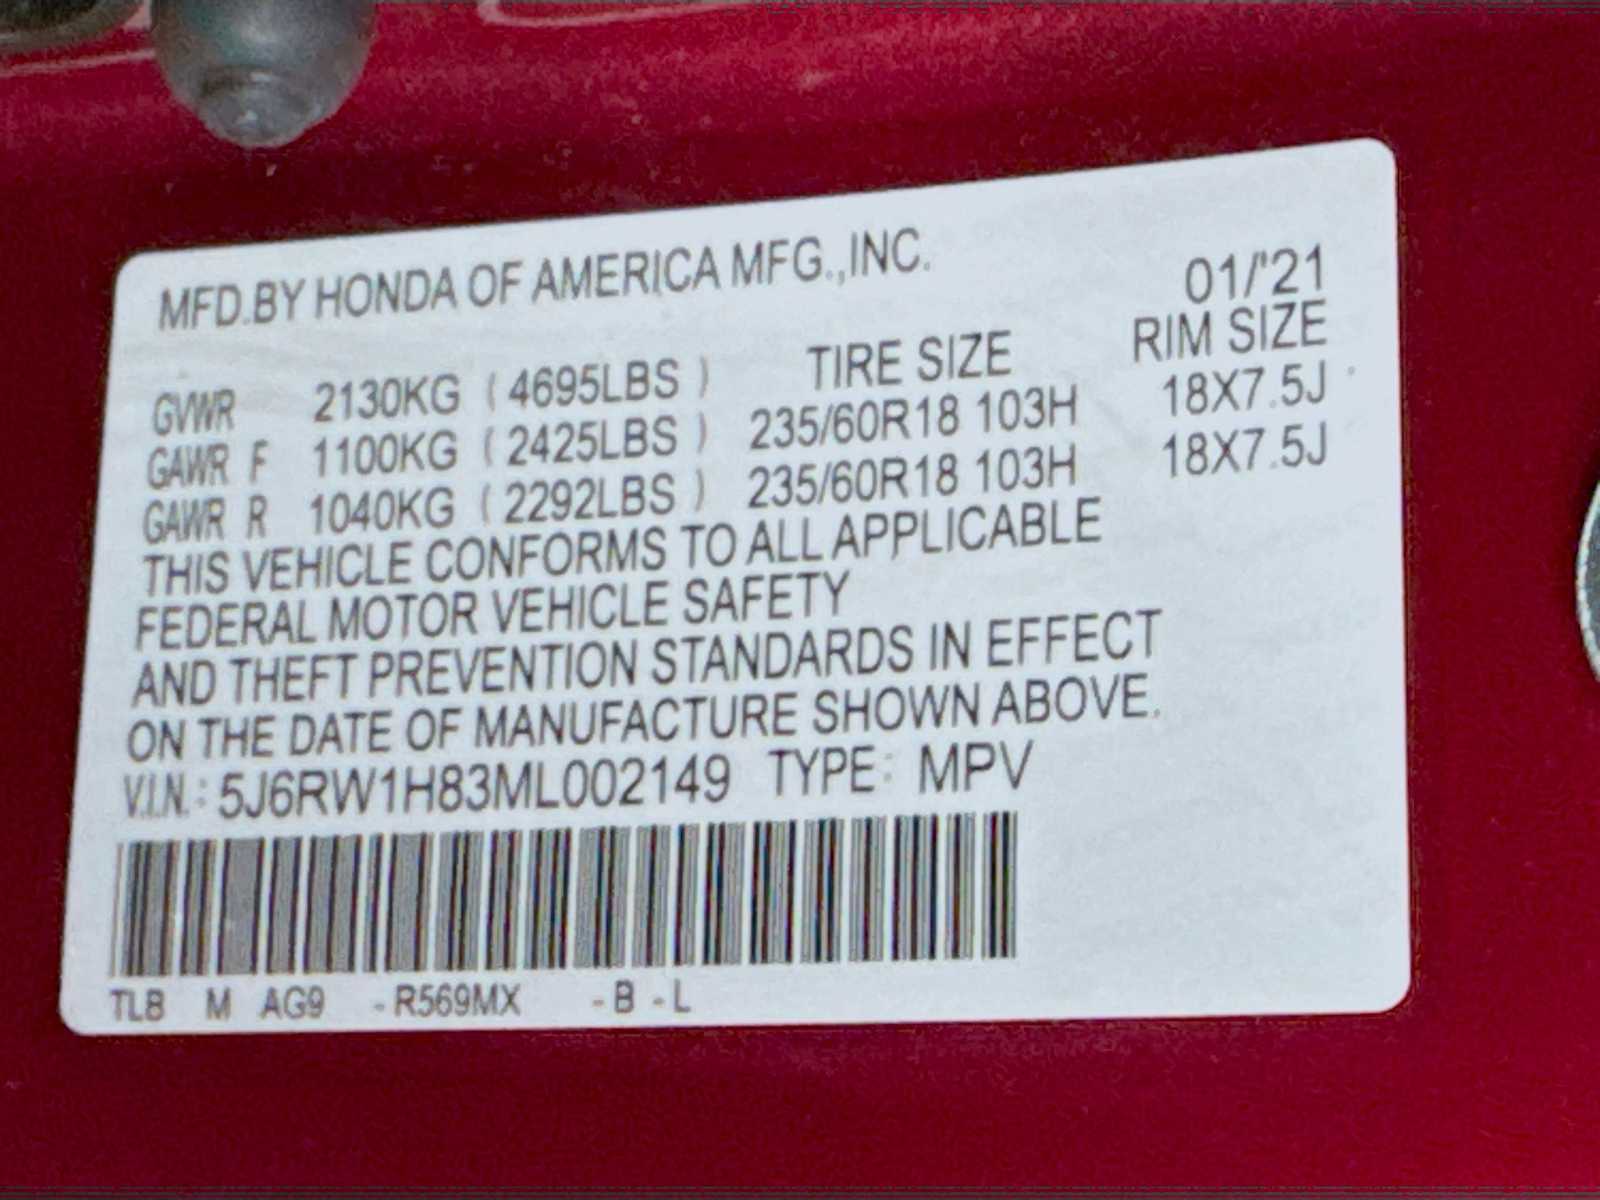 MFD.BY HONDA OF AMERICA MFG.,INC. 01/'21
TIRE SIZE RIM SIZE
GVWR 2130KG ( 4695LBS )
GAWR F 1100KG ( 2425LBS ) 235/60R18 103H 18X7.5J
GAWR R 1040KG ( 2292LBS ) 235/60R18 103H 18X7.5J
THIS VEHICLE CONFORMS TO ALL APPLICABLE
FEDERAL MOTOR VEHICLE SAFETY
AND THEFT PREVENTION STANDARDS IN EFFECT
ON THE DATE OF MANUFACTURE SHOWN ABOVE.
V.I.N.: 5J6RW1H83ML002149 TYPE: MPV
TLB M AG9 -R569MX -B -L